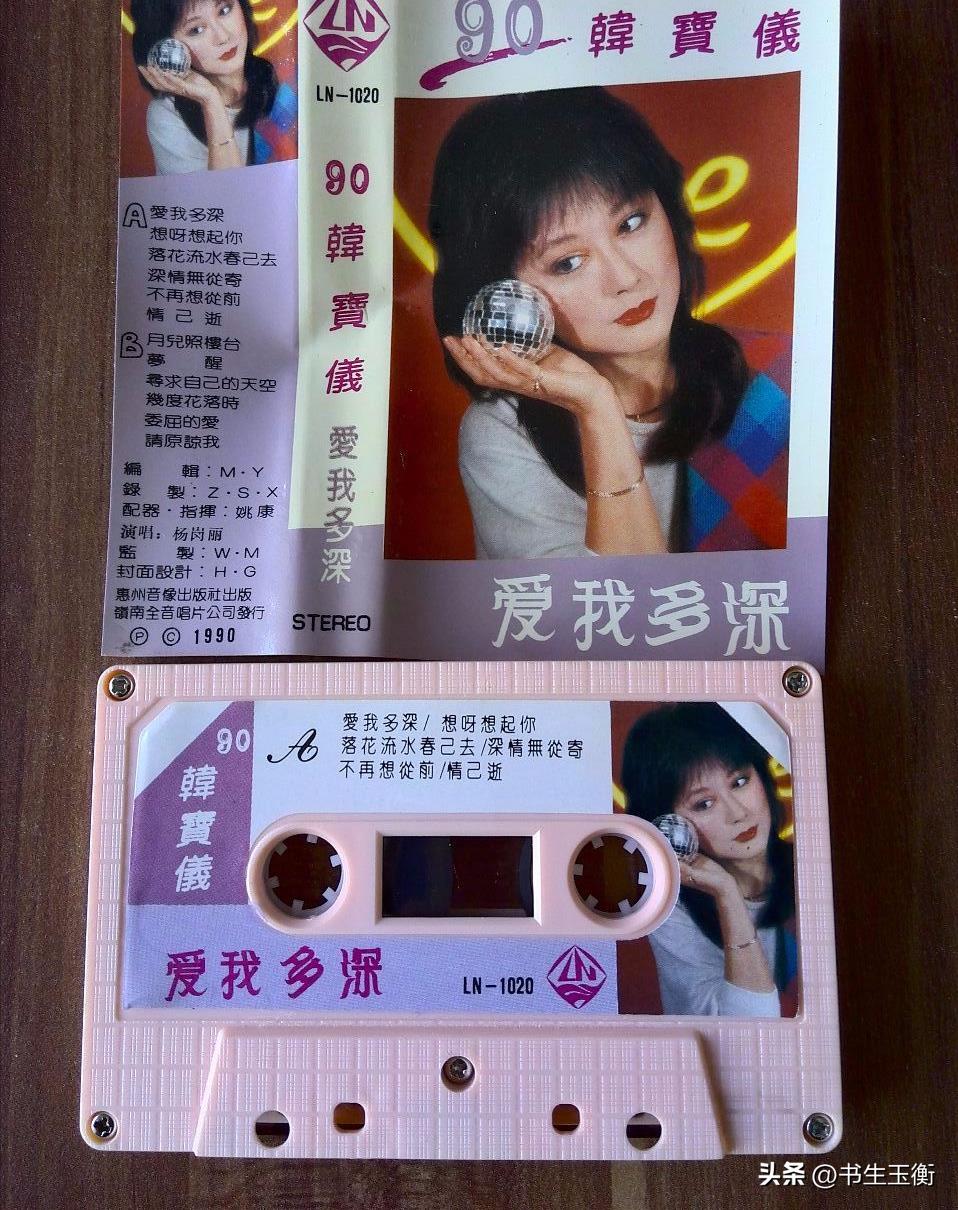 LN
LN-1020
90
韓
寶
儀
愛
我
多
深
STEREO
90 韓寶儀
爱我多深
A 愛我多深
想呀想起你
落花流水春己去
深情無從寄
不再想從前
情己逝
B 月兒照樓台
夢醒
尋求自己的天空
幾度花落時
委屈的愛
請原諒我
編輯：M·Y
錄製：Z·S·X
配器·指揮：姚康
演唱：杨岗丽
監製：W·M
封面設計：H·G
惠州音像出版社出版
嶺南全音唱片公司發行
Ⓟ © 1990
90
韓
寶
儀
A
愛我多深/ 想呀想起你
落花流水春己去/深情無從寄
不再想從前/情己逝
爱我多深
LN-1020
LN
头条 @书生玉衡